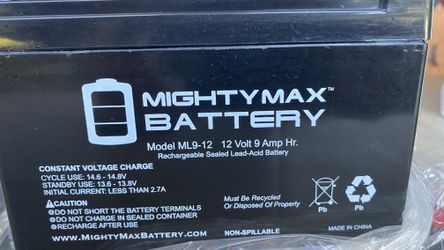 MIGHTYMAX™
BATTERY
Model ML9-12 12 Volt 9 Amp Hr.
Rechargeable Sealed Lead-Acid Battery
CONSTANT VOLTAGE CHARGE
CYCLE USE: 14.6 - 14.8V
STANDBY USE: 13.6 - 13.8V
INITIAL CURRENT: LESS THAN 2.7A
⚠CAUTION
DO NOT SHORT THE BATTERY TERMINALS
DO NOT CHARGE IN SEALED CONTAINER
RECHARGE AFTER USE
Must Be Recycled
Or Disposed Of Properly
Pb Pb
WWW.MIGHTYMAXBATTERY.COM
NON-SPILLABLE
MADE IN CHINA